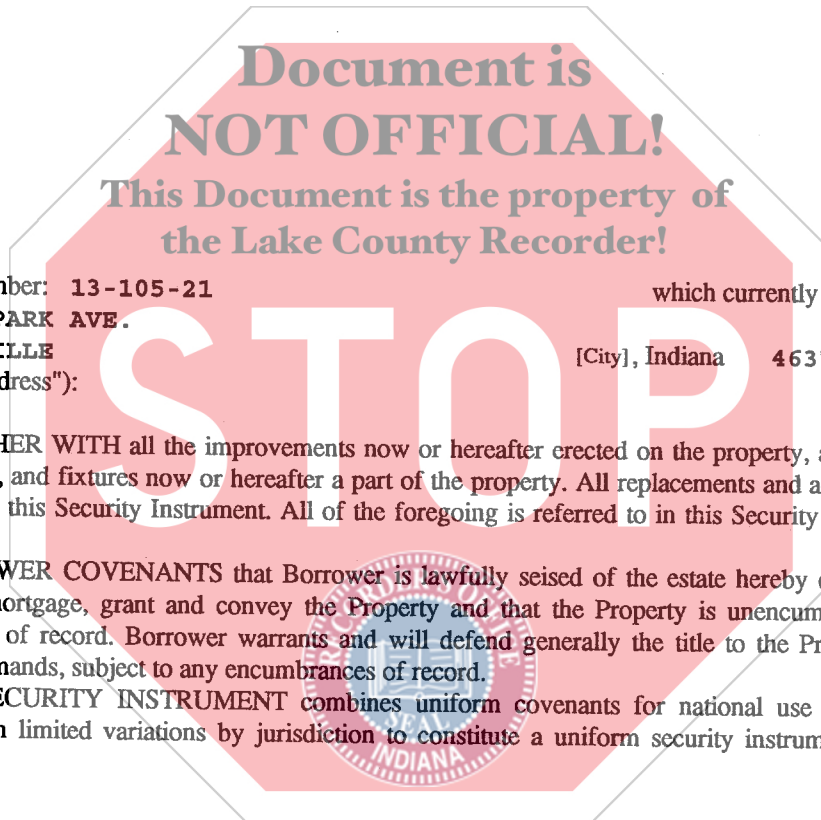 Document is
NOT OFFICIAL!
This Document is the property of
the Lake County Recorder!
nber: 13-105-21 which currently
PARK AVE.
LLE [City], Indiana 463
dress"):
STOP
HER WITH all the improvements now or hereafter erected on the property, a
, and fixtures now or hereafter a part of the property. All replacements and a
this Security Instrument. All of the foregoing is referred to in this Security
WER COVENANTS that Borrower is lawfully seised of the estate hereby
ortgage, grant and convey the Property and that the Property is unencum
of record. Borrower warrants and will defend generally the title to the Pr
mands, subject to any encumbrances of record.
ECURITY INSTRUMENT combines uniform covenants for national use
limited variations by jurisdiction to constitute a uniform security instrum
SEAL
INDIANA